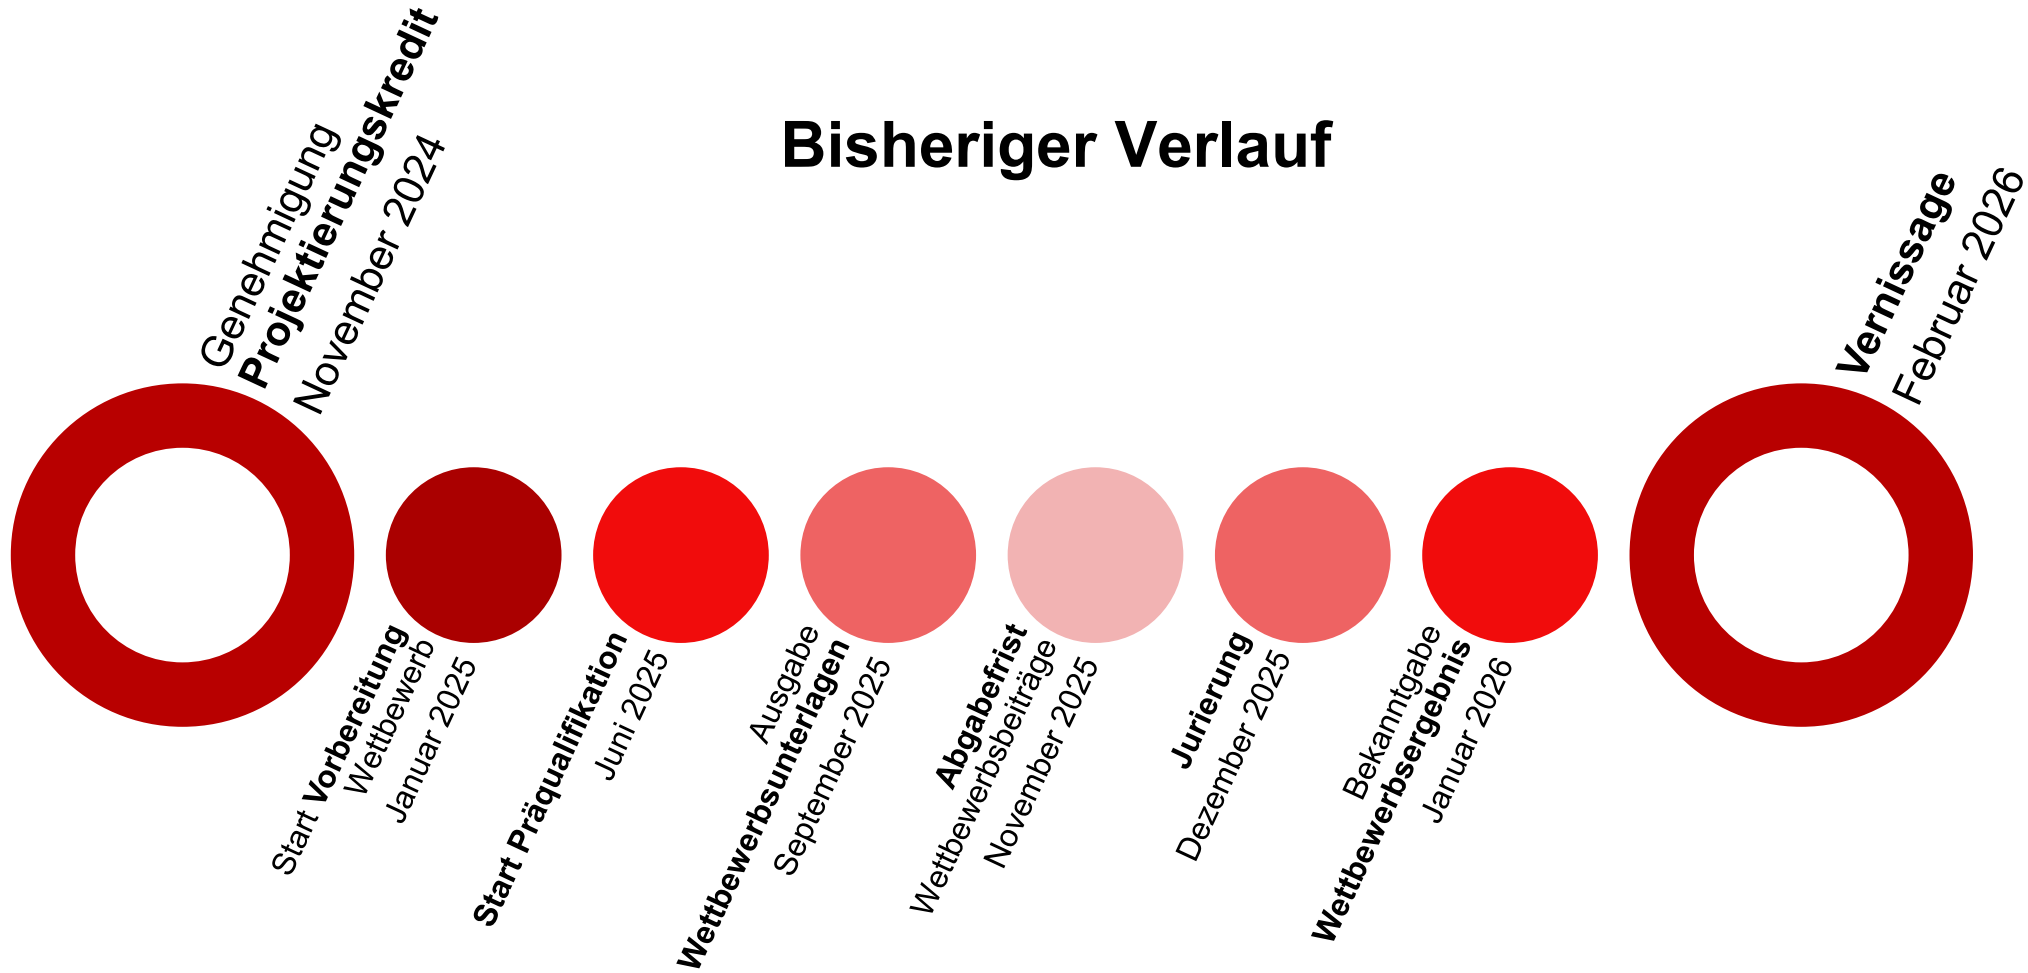 Bisheriger Verlauf
Genehmigung
Projektierungskredit
November 2024
Start Vorbereitung
Wettbewerb
Januar 2025
Start Präqualifikation
Juni 2025
Ausgabe
Wettbewerbsunterlagen
September 2025
Abgabefrist
Wettbewerbsbeiträge
November 2025
Jurierung
Dezember 2025
Bekanntgabe
Wettbewerbsergebnis
Januar 2026
Vernissage
Februar 2026